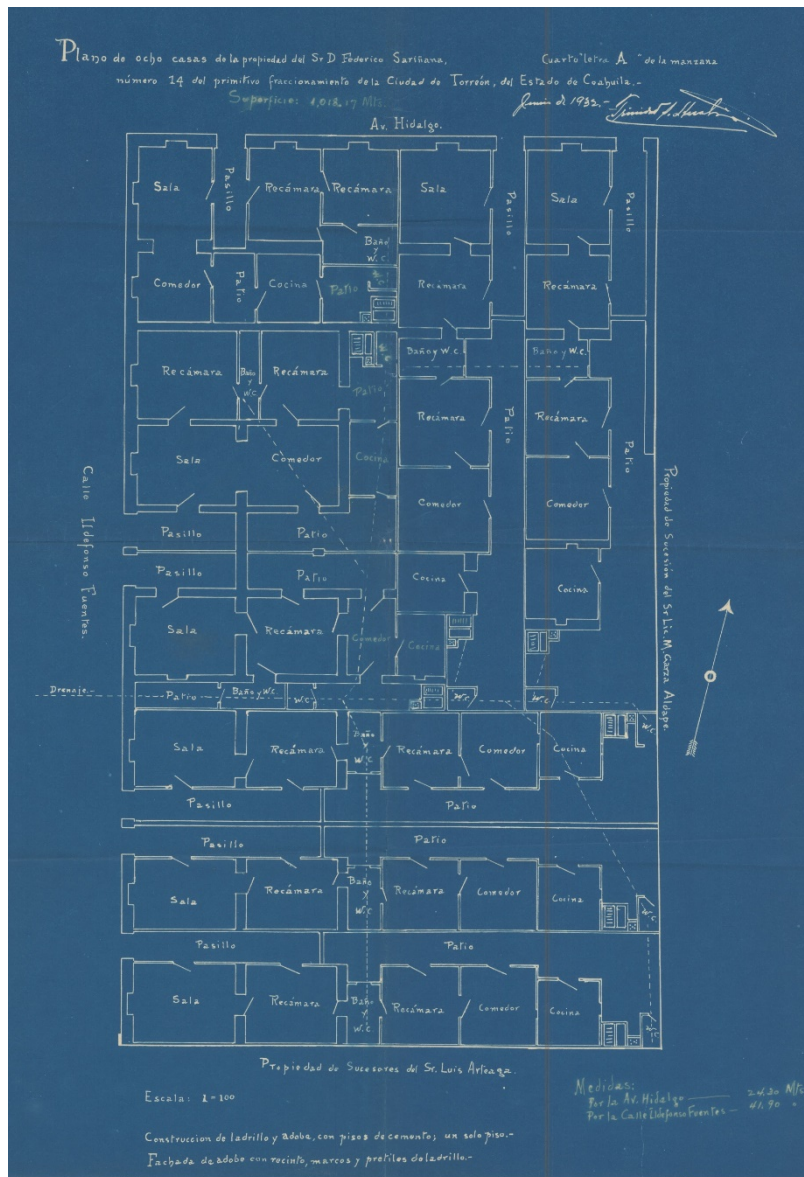 Plano de ocho casas de la propiedad del Sr D Federico Sariñana, Cuarto "letra A" de la manzana
número 14 del primitivo fraccionamiento de la Ciudad de Torreón, del Estado de Coahuila.-
Superficie: 1,018.17 Mts.
Junio de 1932.-
Av. Hidalgo.
Sala
Pasillo
Recámara
Recámara
Sala
Pasillo
Sala
Pasillo
Baño y W.C.
Comedor
Patio
Cocina
Patio
Recámara
Recámara
Recámara
Baño y W.C.
Recámara
Patio
Baño y W.C.
Baño y W.C.
Sala
Comedor
Cocina
Recámara
Patio
Recámara
Patio
Comedor
Comedor
Calle Ildefonso Fuentes.
Propiedad de Sucesión del Sr Lic. M. Garza Aldape.
Pasillo
Patio
Pasillo
Patio
Cocina
Cocina
Sala
Recámara
Comedor
Cocina
Drenaje.-
Patio
Baño y W.C.
W.C.
W.C.
W.C.
W.C.
Sala
Recámara
Baño y W.C.
Recámara
Comedor
Cocina
Pasillo
Patio
Pasillo
Patio
Sala
Recámara
Baño y W.C.
Recámara
Comedor
Cocina
W.C.
Pasillo
Patio
Sala
Recámara
Baño y W.C.
Recámara
Comedor
Cocina
W.C.
Propiedad de Sucesores del Sr. Luis Arteaga.
Escala: 1=100
Medidas:
Por la Av. Hidalgo — 24.30 Mts
Por la Calle Ildefonso Fuentes — 41.90 "
Construccion de ladrillo y adobe, con pisos de cemento; un solo piso.-
Fachada de adobe con rocinto, marcos y protiles de ladrillo.-